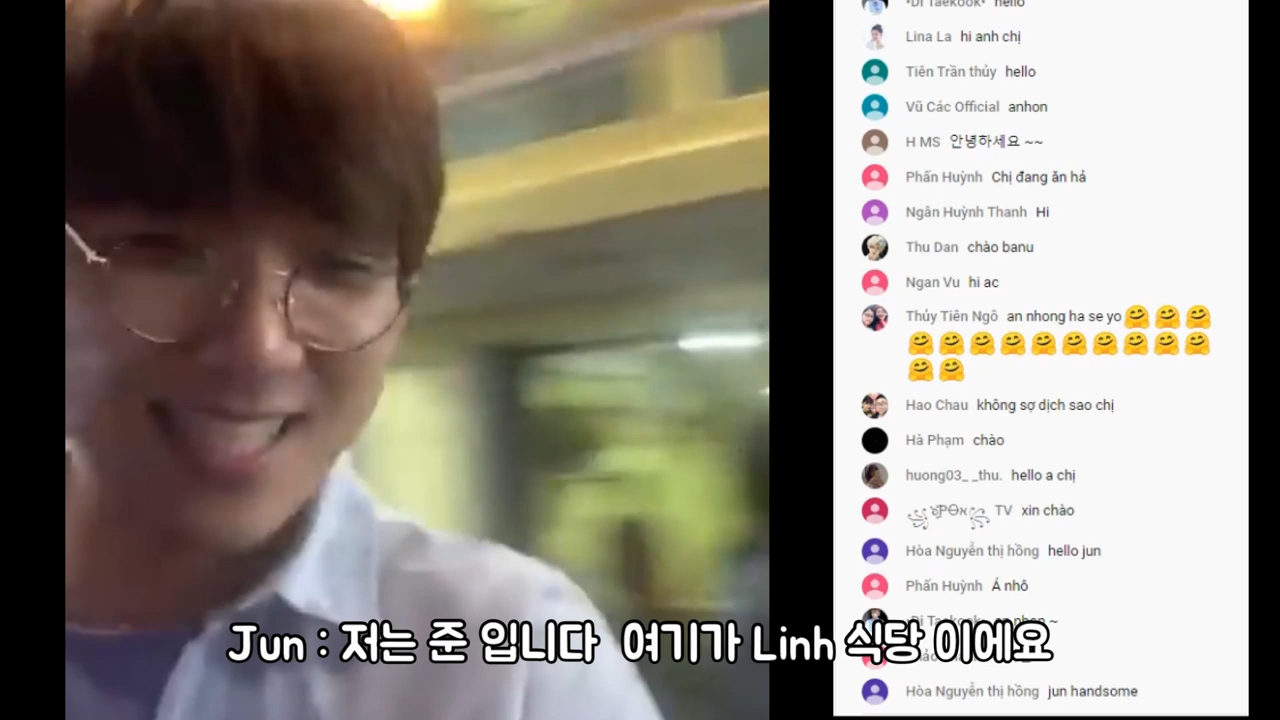 •Di Taekook• hello
Lina La hi anh chị
Tiên Trần thủy hello
Vũ Các Official anhon
H MS 안녕하세요 ~~
Phấn Huỳnh Chị đang ăn hả
Ngân Huỳnh Thanh Hi
Thu Dan chào banu
Ngan Vu hi ac
Thủy Tiên Ngô an nhong ha se yo 🤗 🤗 🤗
🤗 🤗 🤗 🤗 🤗 🤗 🤗 🤗 🤗 🤗
🤗 🤗
Hao Chau không sợ dịch sao chị
Hà Phạm chào
huong03_ _thu. hello a chị
TV xin chào
Hòa Nguyễn thị hồng hello jun
Phấn Huỳnh Á nhô
Jun : 저는 준 입니다 여기가 Linh 식당 이에요
Hòa Nguyễn thị hồng jun handsome